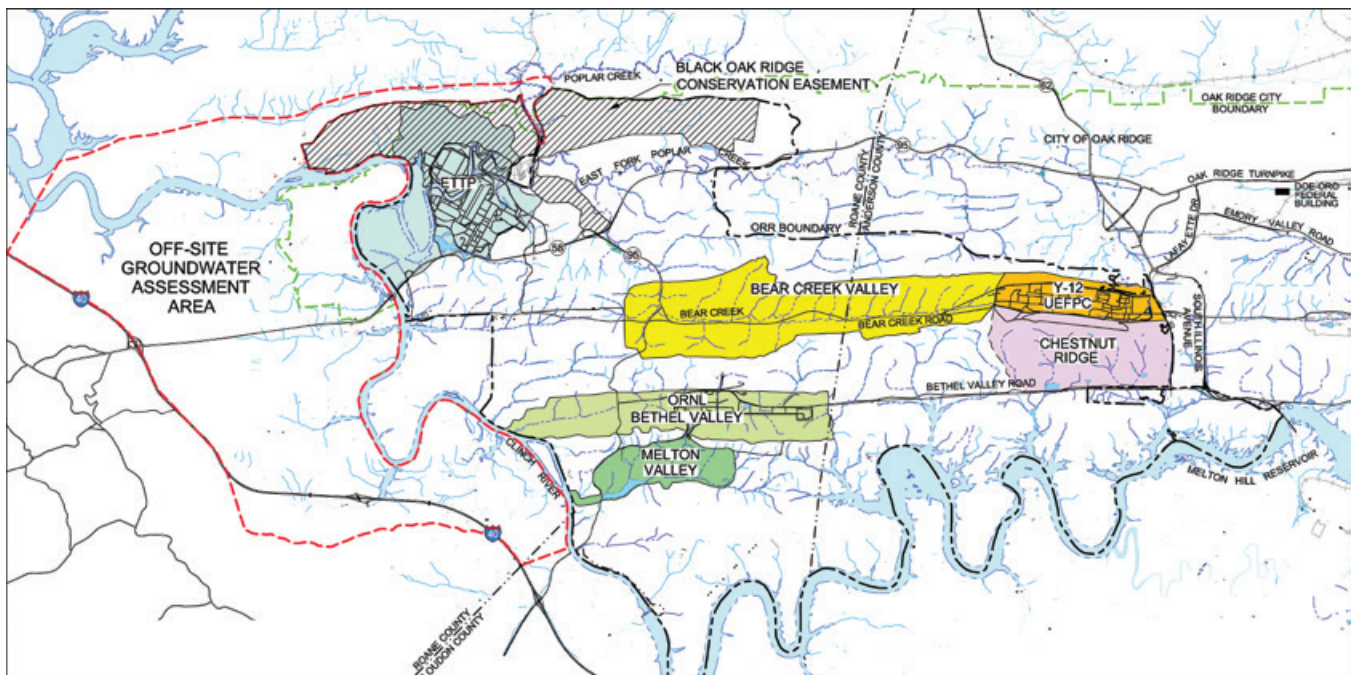 POPLAR CREEK
BLACK OAK RIDGE
CONSERVATION EASEMENT
62
OAK RIDGE CITY
BOUNDARY
CITY OF OAK RIDGE
95
EAST FORK POPLAR CREEK
ETTP
ROANE COUNTY
ANDERSON COUNTY
OAK RIDGE TURNPIKE
DOE-ORO
FEDERAL
BUILDING
LAFAYETTE DR
EMORY VALLEY ROAD
ORR BOUNDARY
58
95
OFF-SITE
GROUNDWATER
ASSESSMENT
AREA
40
BEAR CREEK VALLEY
Y-12
UEFPC
BEAR CREEK
BEAR CREEK ROAD
CHESTNUT
RIDGE
SOUTH ILLINOIS
AVENUE
BETHEL VALLEY ROAD
ORNL
BETHEL VALLEY
MELTON
VALLEY
CLINCH RIVER
MELTON HILL RESERVOIR
40
ROANE COUNTY
LOUDON COUNTY